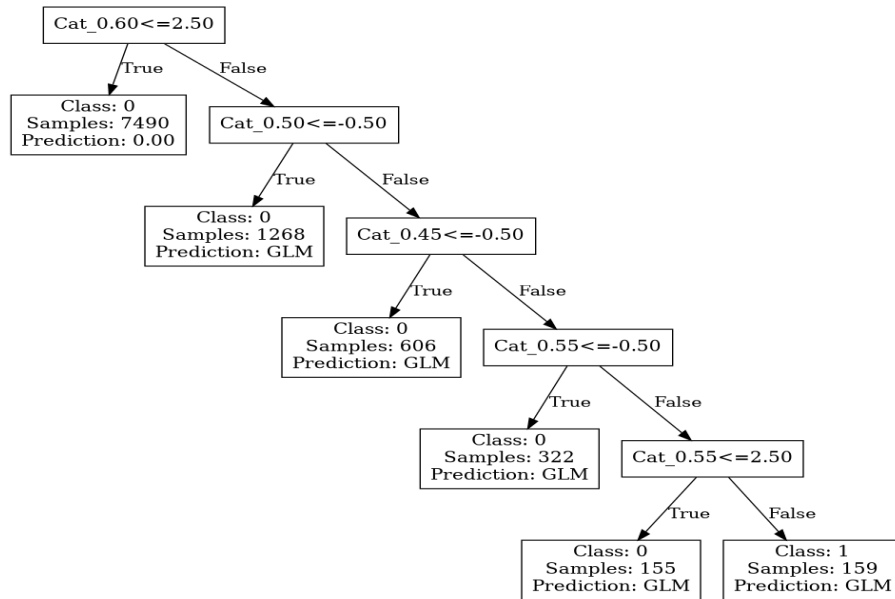 Cat_0.60<=2.50
True
False
Class: 0
Samples: 7490
Prediction: 0.00
Cat_0.50<=-0.50
True
False
Class: 0
Samples: 1268
Prediction: GLM
Cat_0.45<=-0.50
True
False
Class: 0
Samples: 606
Prediction: GLM
Cat_0.55<=-0.50
True
False
Class: 0
Samples: 322
Prediction: GLM
Cat_0.55<=2.50
True
False
Class: 0
Samples: 155
Prediction: GLM
Class: 1
Samples: 159
Prediction: GLM